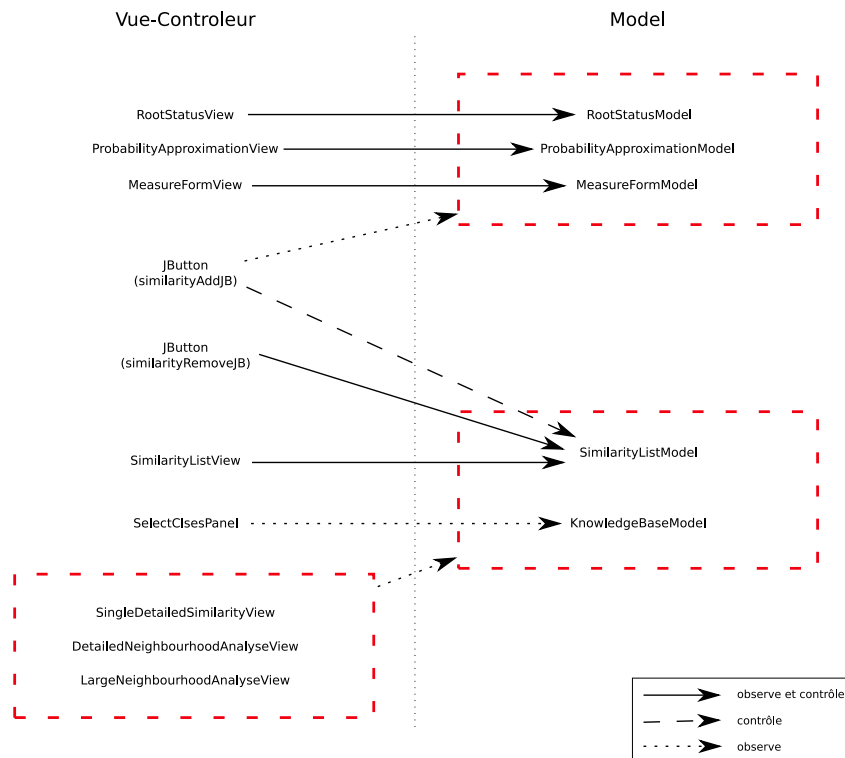 Vue-Controleur
Model
RootStatusView
RootStatusModel
ProbabilityApproximationView
ProbabilityApproximationModel
MeasureFormView
MeasureFormModel
JButton
(similarityAddJB)
JButton
(similarityRemoveJB)
SimilarityListView
SimilarityListModel
SelectClsesPanel
KnowledgeBaseModel
SingleDetailedSimilarityView
DetailedNeighbourhoodAnalyseView
LargeNeighbourhoodAnalyseView
observe et contrôle
contrôle
observe